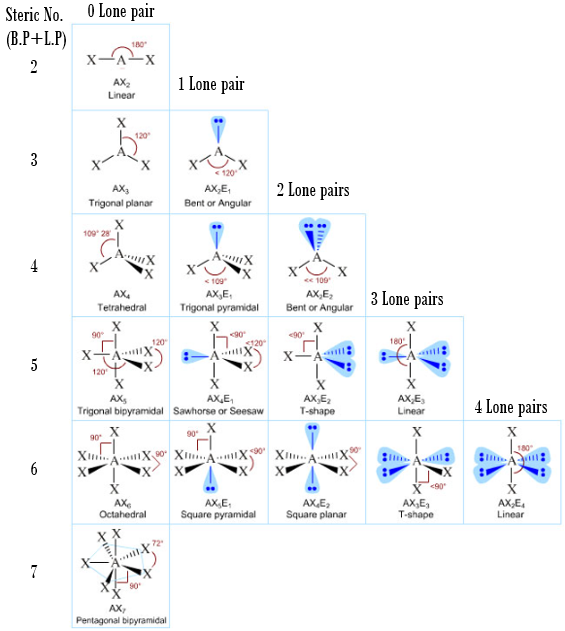 Steric No.
(B.P+L.P)
0 Lone pair
2
180°
X A X
AX2
Linear
1 Lone pair
3
X
120°
A
X X
AX3
Trigonal planar
A
X X
< 120°
AX2E1
Bent or Angular
2 Lone pairs
4
X
109° 28'
A X
X X
AX4
Tetrahedral
A X
X X
< 109°
AX3E1
Trigonal pyramidal
A
X X
<< 109°
AX2E2
Bent or Angular
3 Lone pairs
5
X
90° 120°
X A X
X
120°
X
AX5
Trigonal bipyramidal
X
<90°
<120°
A X
X
X
AX4E1
Sawhorse or Seesaw
<90° X
X A
X
AX3E2
T-shape
X
180°
A
X
AX2E3
Linear
4 Lone pairs
6
X
90°
X X 90°
A
X X
X
AX6
Octahedral
X
90°
X X <90°
A
X X
AX5E1
Square pyramidal
X X 90°
A
X X
AX4E2
Square planar
X
A
X
X <90°
AX3E3
T-shape
X
180°
A
X
AX2E4
Linear
7
X X
X 72°
X A
X
90°
X X
AX7
Pentagonal bipyramidal